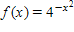 f(x) = 4^{-x^2}